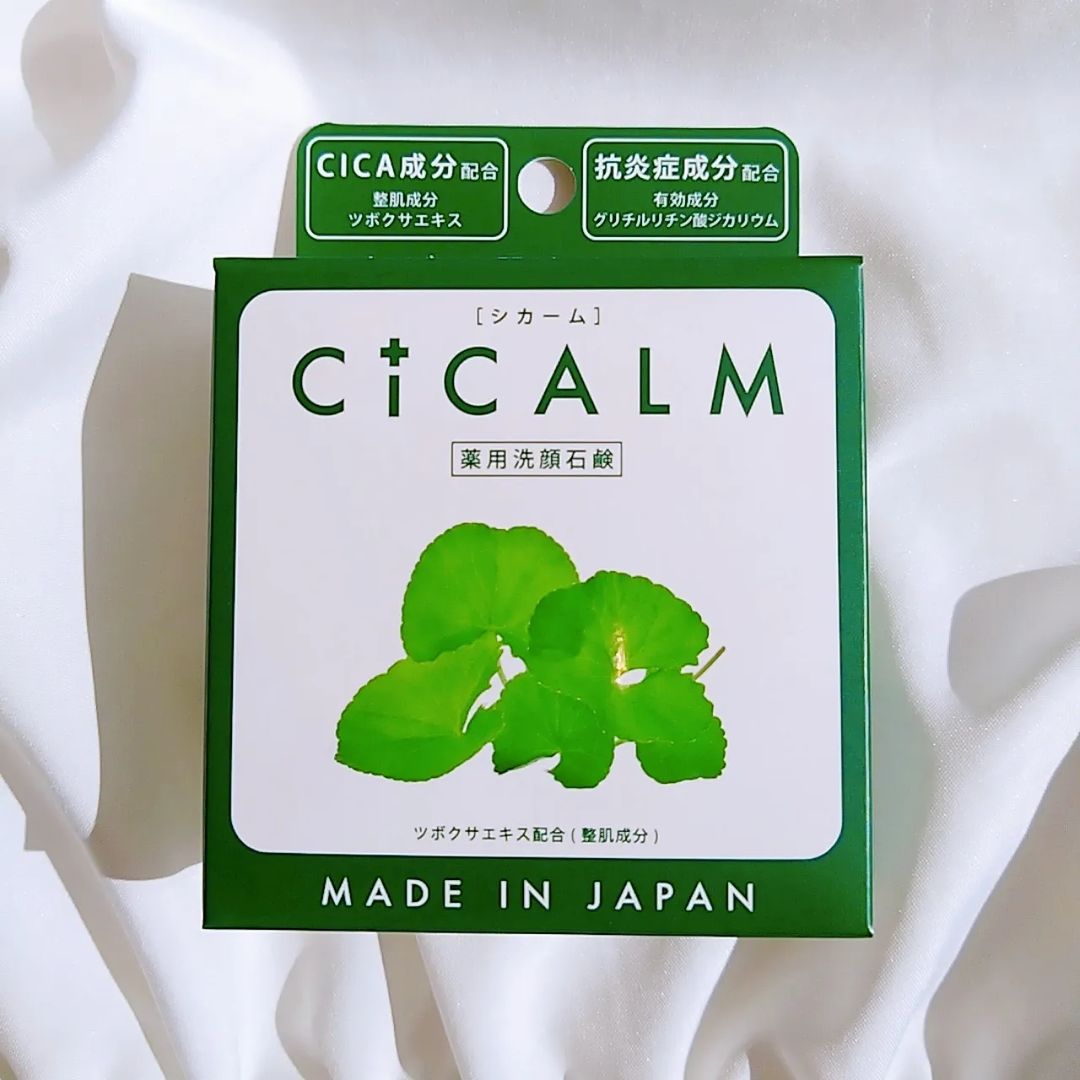 CICA成分配合
整肌成分
ツボクサエキス
抗炎症成分配合
有効成分
グリチルリチン酸ジカリウム
[シカーム]
CiCALM
薬用洗顔石鹸
ツボクサエキス配合(整肌成分)
MADE IN JAPAN